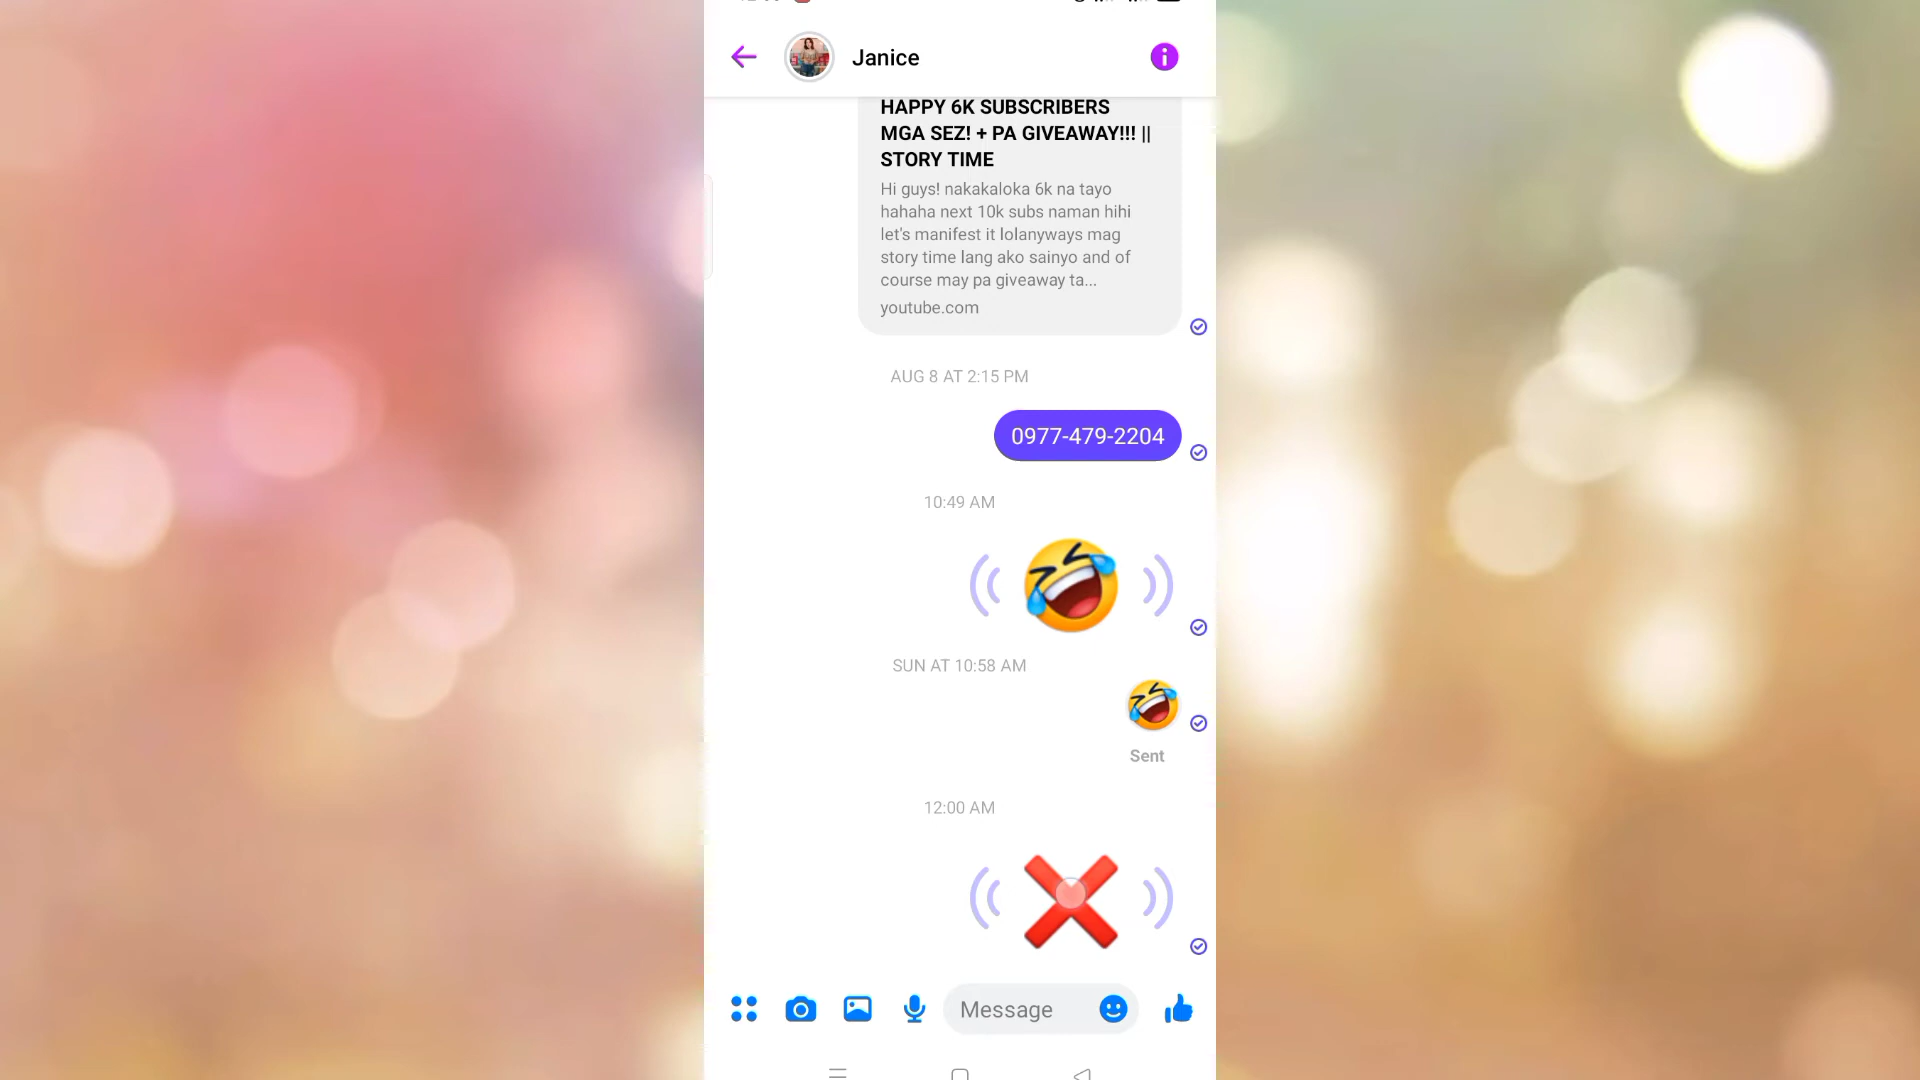 Janice
HAPPY 6K SUBSCRIBERS
MGA SEZ! + PA GIVEAWAY!!! ||
STORY TIME
Hi guys! nakakaloka 6k na tayo
hahaha next 10k subs naman hihi
let's manifest it lolanyways mag
story time lang ako sainyo and of
course may pa giveaway ta...
youtube.com
AUG 8 AT 2:15 PM
0977-479-2204
10:49 AM
SUN AT 10:58 AM
Sent
12:00 AM
Message